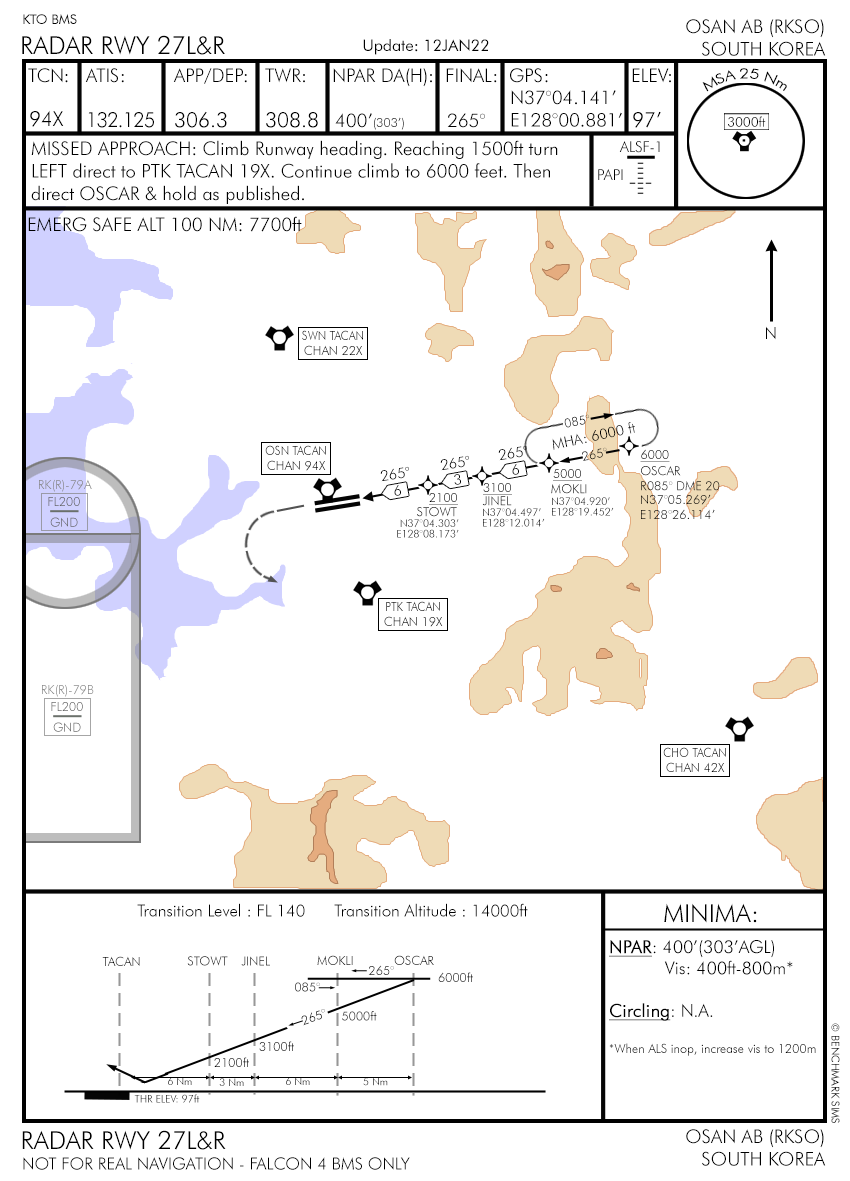 KTO BMS
RADAR RWY 27L&R
Update: 12JAN22
OSAN AB (RKSO)
SOUTH KOREA
TCN:
94X
ATIS:
132.125
APP/DEP:
306.3
TWR:
308.8
NPAR DA(H):
400'(303')
FINAL:
265°
GPS:
N37°04.141'
E128°00.881'
ELEV:
97'
MSA 25 Nm
3000ft
MISSED APPROACH: Climb Runway heading. Reaching 1500ft turn
LEFT direct to PTK TACAN 19X. Continue climb to 6000 feet. Then
direct OSCAR & hold as published.
ALSF-1
PAPI
EMERG SAFE ALT 100 NM: 7700ft
N
SWN TACAN
CHAN 22X
OSN TACAN
CHAN 94X
085°
MHA: 6000 ft
265°
265°
6
265°
3
265°
6
6000
OSCAR
R085° DME 20
N37°05.269'
E128°26.114'
5000
MOKLI
N37°04.920'
E128°19.452'
3100
JINEL
N37°04.497'
E128°12.014'
2100
STOWT
N37°04.303'
E128°08.173'
RK(R)-79A
FL200
GND
PTK TACAN
CHAN 19X
RK(R)-79B
FL200
GND
CHO TACAN
CHAN 42X
Transition Level : FL 140 Transition Altitude : 14000ft
TACAN
STOWT
JINEL
MOKLI
OSCAR
265°
6000ft
085°
265°
5000ft
3100ft
2100ft
6 Nm
3 Nm
6 Nm
5 Nm
THR ELEV: 97ft
MINIMA:
NPAR: 400'(303'AGL)
Vis: 400ft-800m*
Circling: N.A.
*When ALS inop, increase vis to 1200m
© BENCHMARK SIMS
RADAR RWY 27L&R
NOT FOR REAL NAVIGATION - FALCON 4 BMS ONLY
OSAN AB (RKSO)
SOUTH KOREA